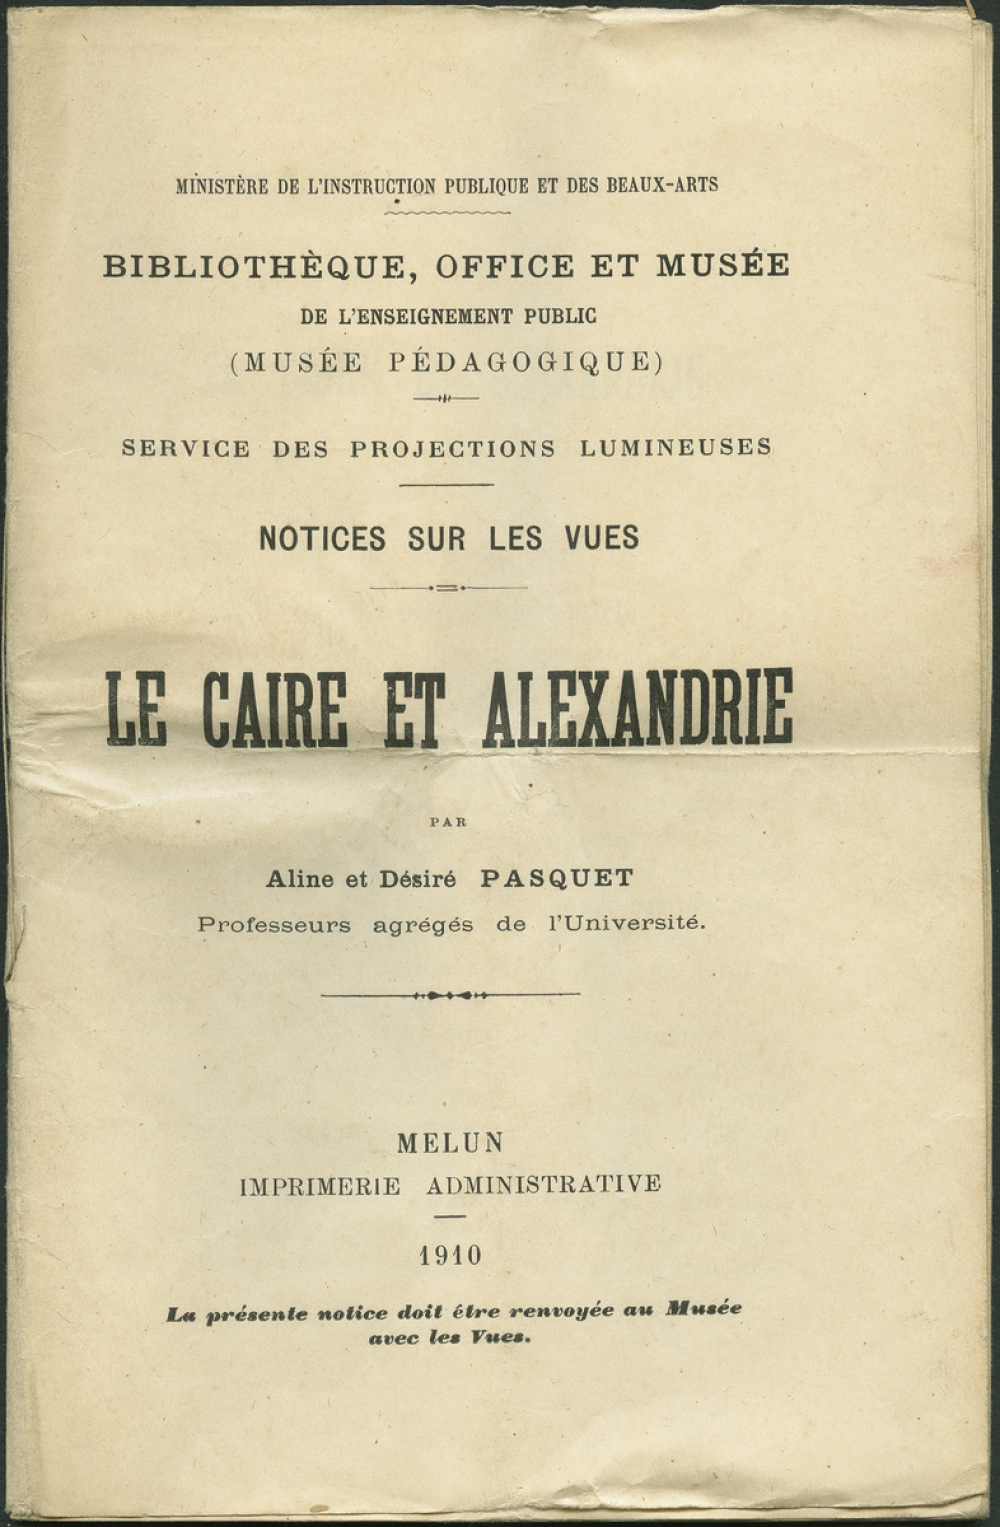 MINISTÈRE DE L'INSTRUCTION PUBLIQUE ET DES BEAUX-ARTS
BIBLIOTHÈQUE, OFFICE ET MUSÉE
DE L'ENSEIGNEMENT PUBLIC
(MUSÉE PÉDAGOGIQUE)
SERVICE DES PROJECTIONS LUMINEUSES
NOTICES SUR LES VUES
LE CAIRE ET ALEXANDRIE
PAR
Aline et Désiré PASQUET
Professeurs agrégés de l'Université.
MELUN
IMPRIMERIE ADMINISTRATIVE
1910
La présente notice doit être renvoyée au Musée
avec les Vues.